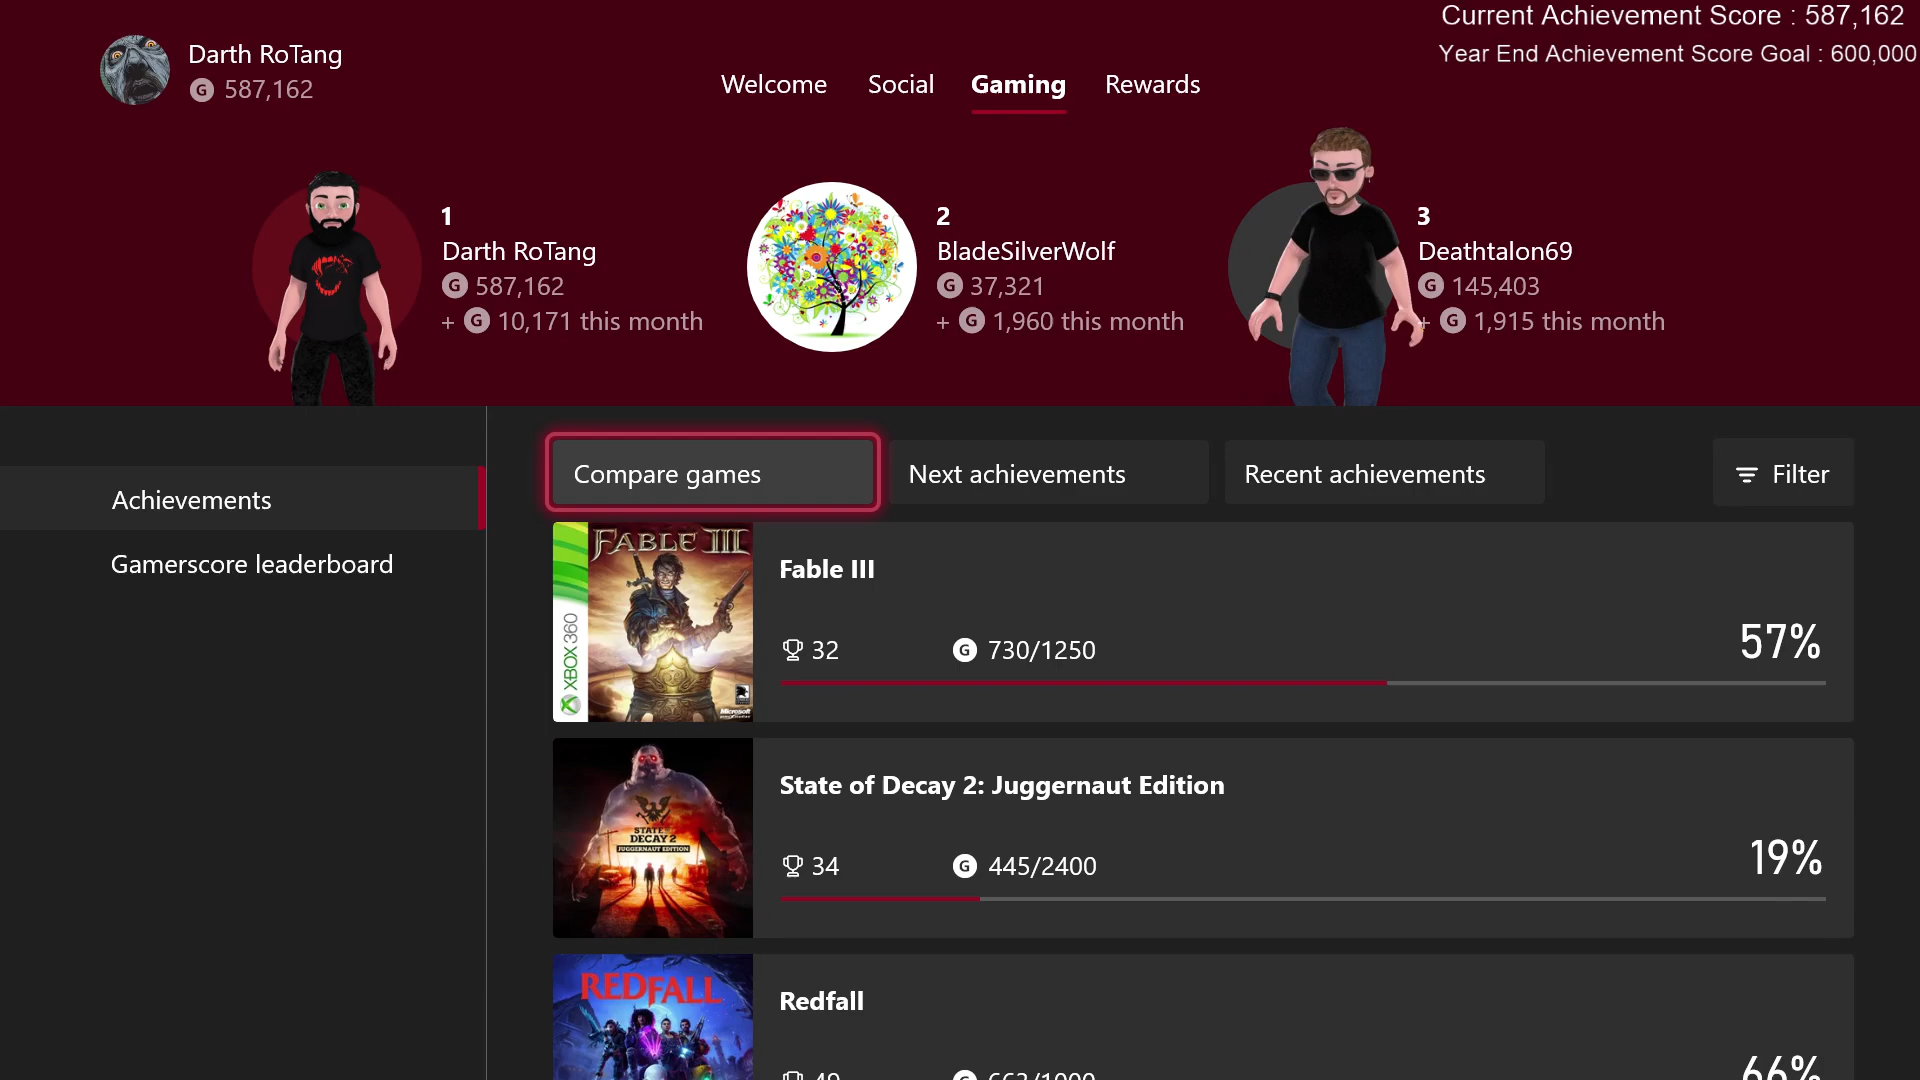 Current Achievement Score : 587,162
Year End Achievement Score Goal : 600,000
Darth RoTang
G 587,162
Welcome Social Gaming Rewards
1
Darth RoTang
G 587,162
+ G 10,171 this month
2
BladeSilverWolf
G 37,321
+ G 1,960 this month
3
Deathtalon69
G 145,403
+ G 1,915 this month
Achievements
Gamerscore leaderboard
Compare games
Next achievements
Recent achievements
Filter
FABLE III
XBOX 360
Microsoft
Fable III
32
G 730/1250
57%
STATE OF
DECAY 2
JUGGERNAUT EDITION
State of Decay 2: Juggernaut Edition
34
G 445/2400
19%
REDFALL
Redfall
66%